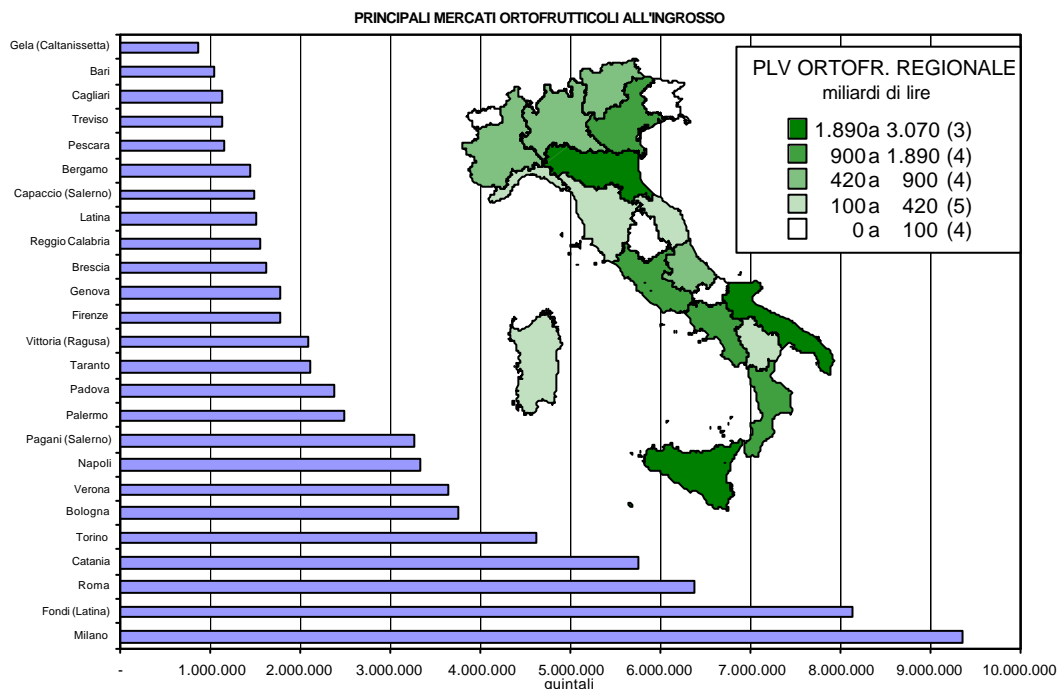 PRINCIPALI MERCATI ORTOFRUTTICOLI ALL'INGROSSO
Gela (Caltanissetta)
Bari
Cagliari
Treviso
Pescara
Bergamo
Capaccio (Salerno)
Latina
Reggio Calabria
Brescia
Genova
Firenze
Vittoria (Ragusa)
Taranto
Padova
Palermo
Pagani (Salerno)
Napoli
Verona
Bologna
Torino
Catania
Roma
Fondi (Latina)
Milano
PLV ORTOFR. REGIONALE
miliardi di lire
1.890 a 3.070 (3)
900 a 1.890 (4)
420 a 900 (4)
100 a 420 (5)
0 a 100 (4)
- 1.000.000 2.000.000 3.000.000 4.000.000 5.000.000 6.000.000 7.000.000 8.000.000 9.000.000 10.000.000
quintali